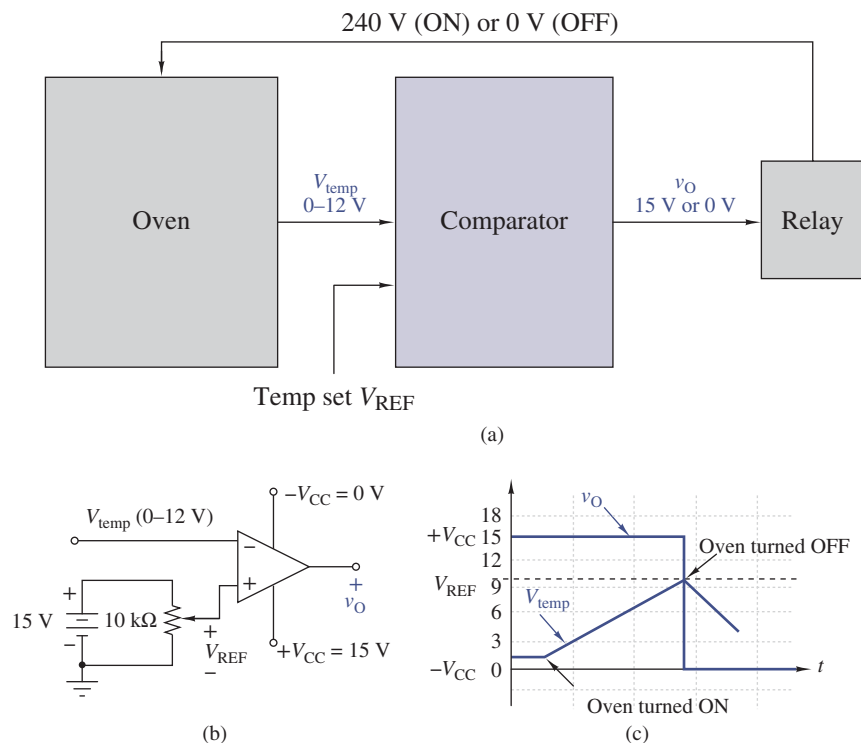 240 V (ON) or 0 V (OFF)
Oven
V_temp
0–12 V
Comparator
v_O
15 V or 0 V
Relay
Temp set V_REF
(a)
−V_CC = 0 V
V_temp (0–12 V)
−
+
+
15 V
−
10 kΩ
+
V_REF
−
+
v_O
+V_CC = 15 V
(b)
v_O
18
+V_CC 15
12
Oven turned OFF
V_REF
9
6
V_temp
3
−V_CC 0
t
Oven turned ON
(c)